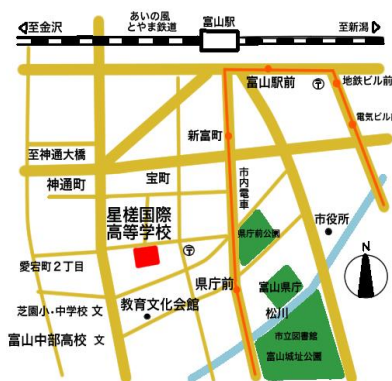 至金沢
あいの風
とやま鉄道
富山駅
至新潟
富山駅前
〒
地鉄ビル前
電気ビル前
新富町
至神通大橋
神通町
宝町
市内電車
星槎国際
高等学校
県庁前公園
市役所
〒
愛宕町2丁目
県庁前
富山県庁
芝園小・中学校 文
教育文化会館
松川
富山中部高校 文
市立図書館
富山城址公園
N